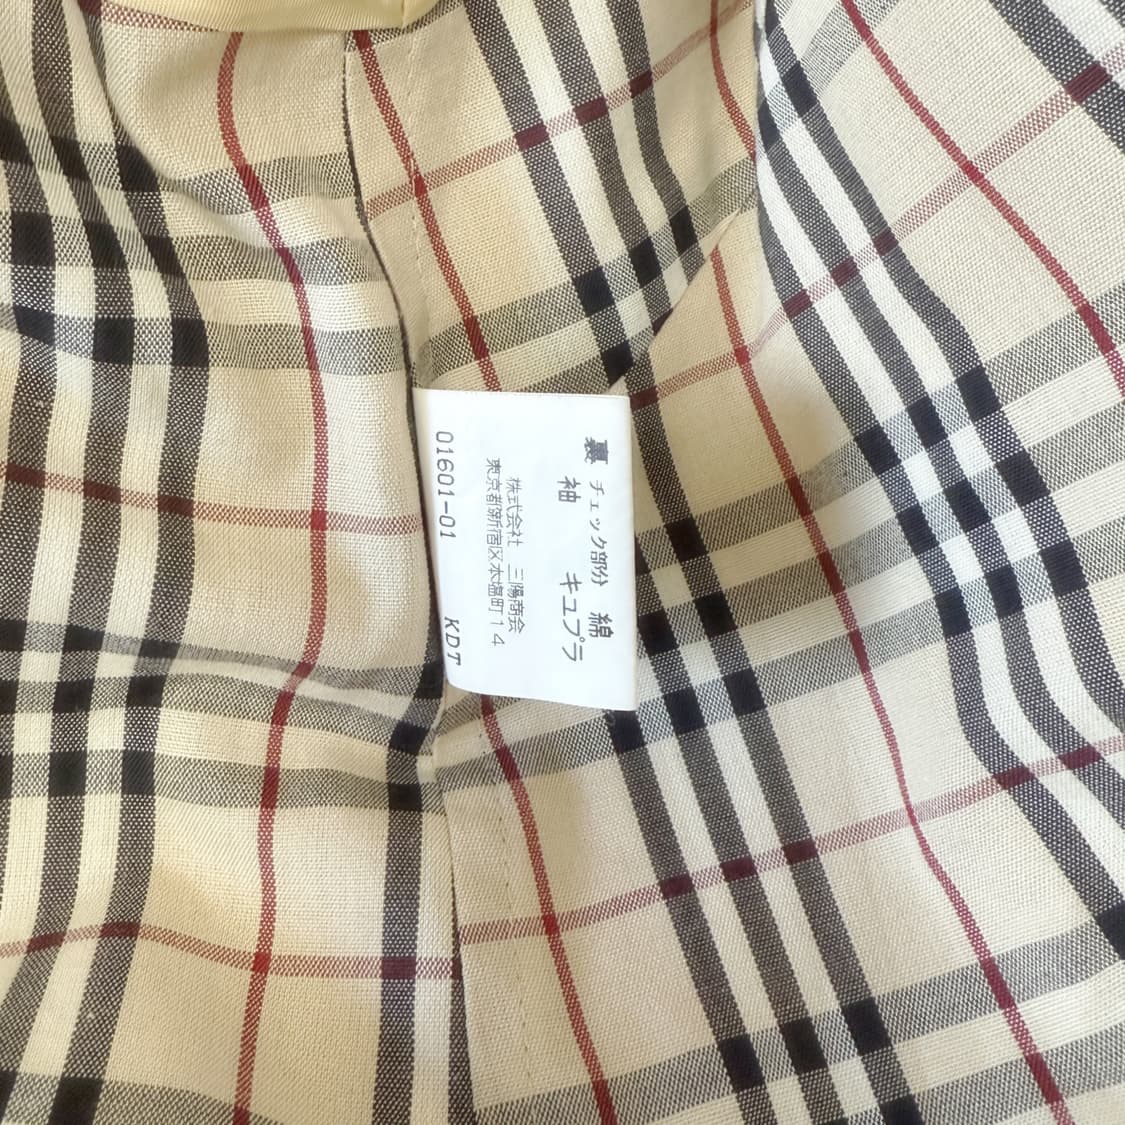 裏 チェック部分 綿
袖 キュプラ
株式会社 三陽商会
東京都新宿区本塩町14
01601-01 KDT